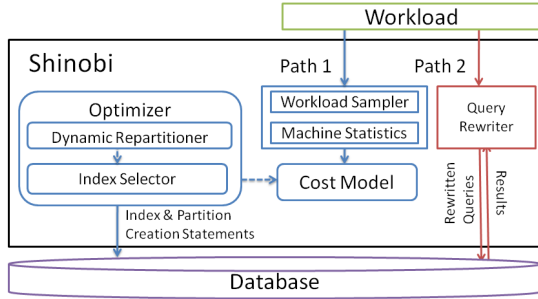 Workload
Shinobi
Path 1
Path 2
Optimizer
Dynamic Repartitioner
Index Selector
Workload Sampler
Machine Statistics
Cost Model
Query
Rewriter
Index & Partition
Creation Statements
Rewritten
Queries
Results
Database